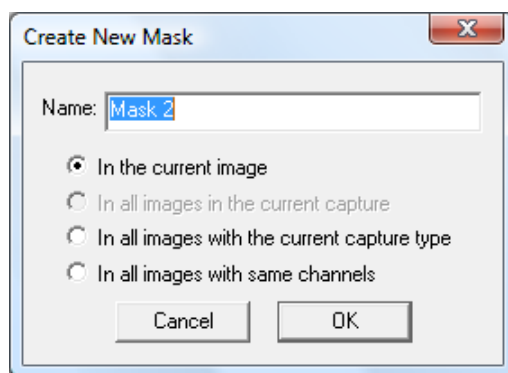 Create New Mask
Name: Mask 2
In the current image
In all images in the current capture
In all images with the current capture type
In all images with same channels
Cancel OK